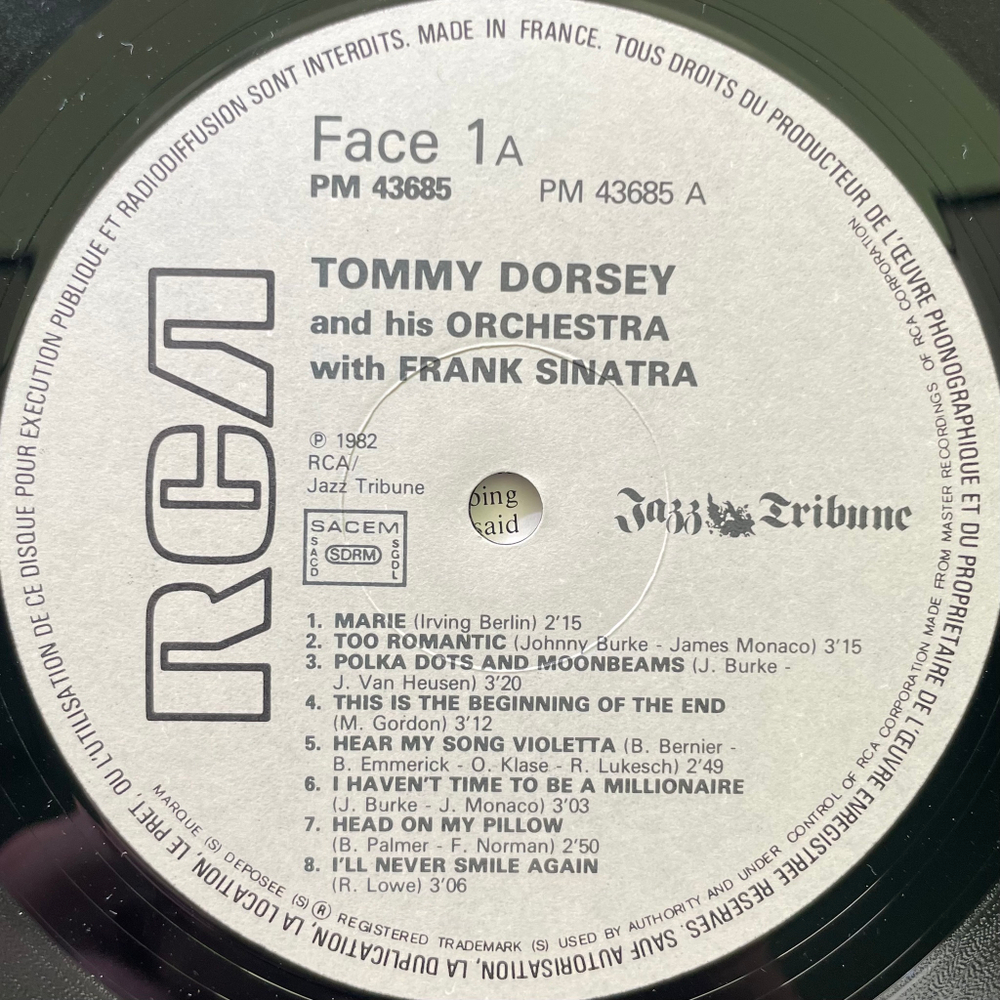 Face 1A
PM 43685 PM 43685 A
TOMMY DORSEY
and his ORCHESTRA
with FRANK SINATRA
RCA
℗ 1982
RCA/
Jazz Tribune
SACEM
SACD
SDRM
SGDL
oing
said
Jazz Tribune
1. MARIE (Irving Berlin) 2'15
2. TOO ROMANTIC (Johnny Burke - James Monaco) 3'15
3. POLKA DOTS AND MOONBEAMS (J. Burke -
J. Van Heusen) 3'20
4. THIS IS THE BEGINNING OF THE END
(M. Gordon) 3'12
5. HEAR MY SONG VIOLETTA (B. Bernier -
B. Emmerick - O. Klase - R. Lukesch) 2'49
6. I HAVEN'T TIME TO BE A MILLIONAIRE
(J. Burke - J. Monaco) 3'03
7. HEAD ON MY PILLOW
(B. Palmer - F. Norman) 2'50
8. I'LL NEVER SMILE AGAIN
(R. Lowe) 3'06
MADE IN FRANCE. TOUS DROITS DU PRODUCTEUR DE L'ŒUVRE PHONOGRAPHIQUE ET DU PROPRIETAIRE DE L'ŒUVRE ENREGISTREE RESERVES. SAUF AUTORISATION, LA DUPLICATION, LA LOCATION, LE PRET OU L'UTILISATION DE CE DISQUE POUR EXECUTION PUBLIQUE ET RADIODIFFUSION SONT INTERDITS.
MARQUE (S) DEPOSEE (S) ® REGISTERED TRADEMARK (S) USED BY AUTHORITY AND UNDER CONTROL OF RCA CORPORATION MADE FROM MASTER RECORDINGS OF RCA CORPORATION